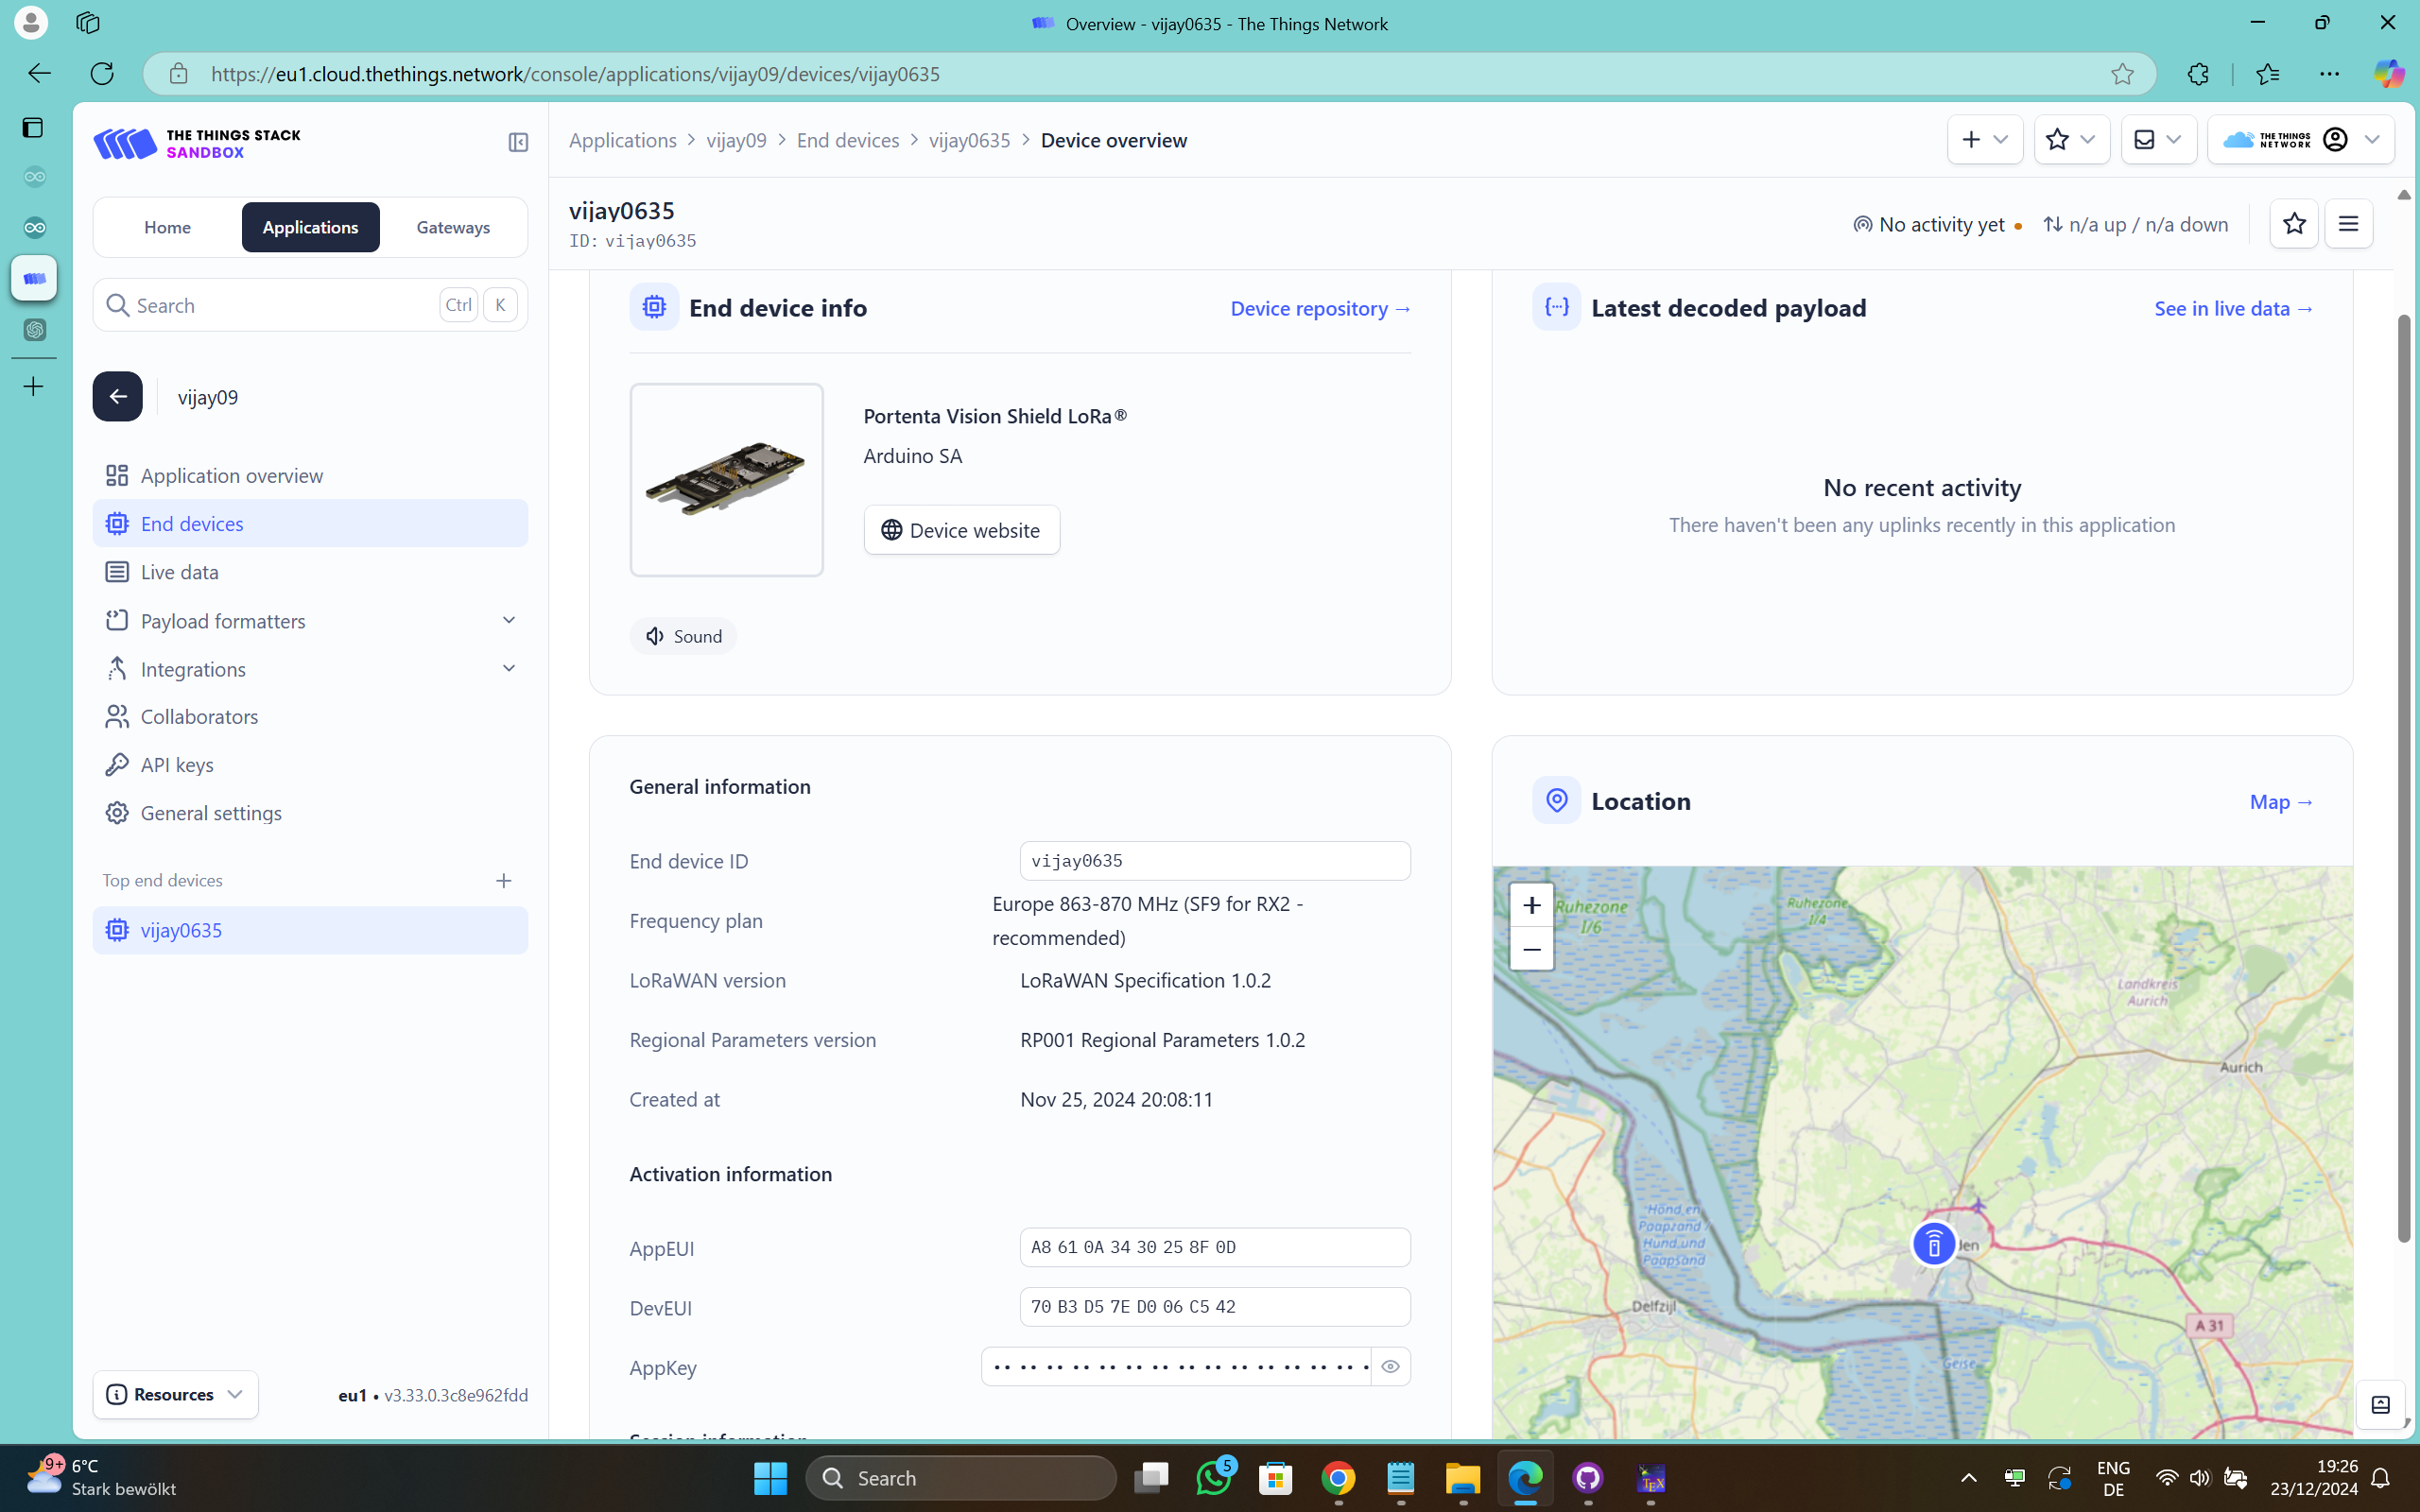 Overview - vijay0635 - The Things Network
https://eu1.cloud.thethings.network/console/applications/vijay09/devices/vijay0635
THE THINGS STACK
SANDBOX
Applications > vijay09 > End devices > vijay0635 > Device overview
THE THINGS
NETWORK
Home
Applications
Gateways
vijay0635
ID: vijay0635
No activity yet
n/a up / n/a down
Search
Ctrl
K
vijay09
Application overview
End devices
Live data
Payload formatters
Integrations
Collaborators
API keys
General settings
Top end devices
vijay0635
Resources
eu1 • v3.33.0.3c8e962fdd
End device info
Device repository →
Portenta Vision Shield LoRa®
Arduino SA
Device website
Sound
Latest decoded payload
See in live data →
No recent activity
There haven't been any uplinks recently in this application
General information
End device ID
vijay0635
Frequency plan
Europe 863-870 MHz (SF9 for RX2 -
recommended)
LoRaWAN version
LoRaWAN Specification 1.0.2
Regional Parameters version
RP001 Regional Parameters 1.0.2
Created at
Nov 25, 2024 20:08:11
Activation information
AppEUI
A8 61 0A 34 30 25 8F 0D
DevEUI
70 B3 D5 7E D0 06 C5 42
AppKey
Session information
Location
Map →
+
−
Ruhezone
I/6
Ruhezone
I/4
Landkreis
Aurich
Aurich
Hond en
Paapzand /
Hund und
Paapsand
den
Delfzijl
A 31
Geise
9+
6°C
Stark bewölkt
Search
5
TEX
ENG
DE
19:26
23/12/2024